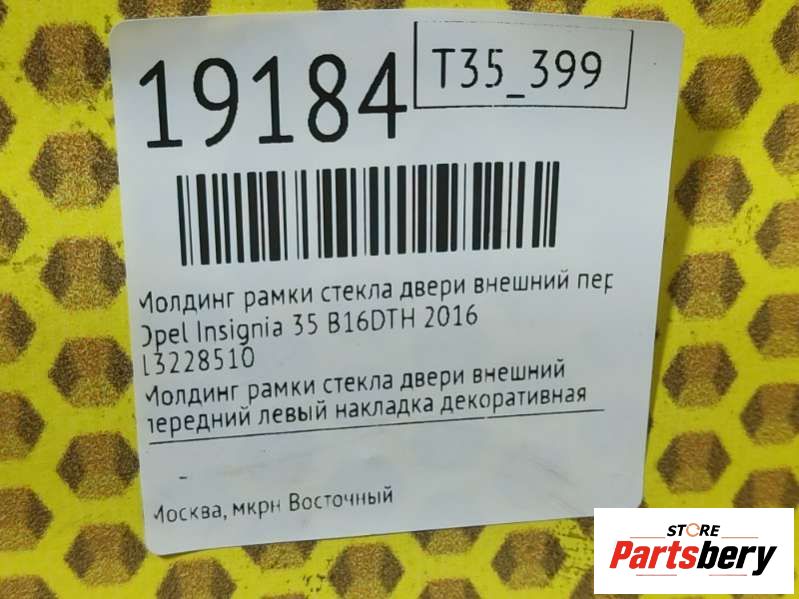 19184
T35_399
Молдинг рамки стекла двери внешний пер
Opel Insignia 35 B16DTH 2016
13228510
Молдинг рамки стекла двери внешний
передний левый накладка декоративная
-
Москва, мкрн Восточный
STORE
Partsbery